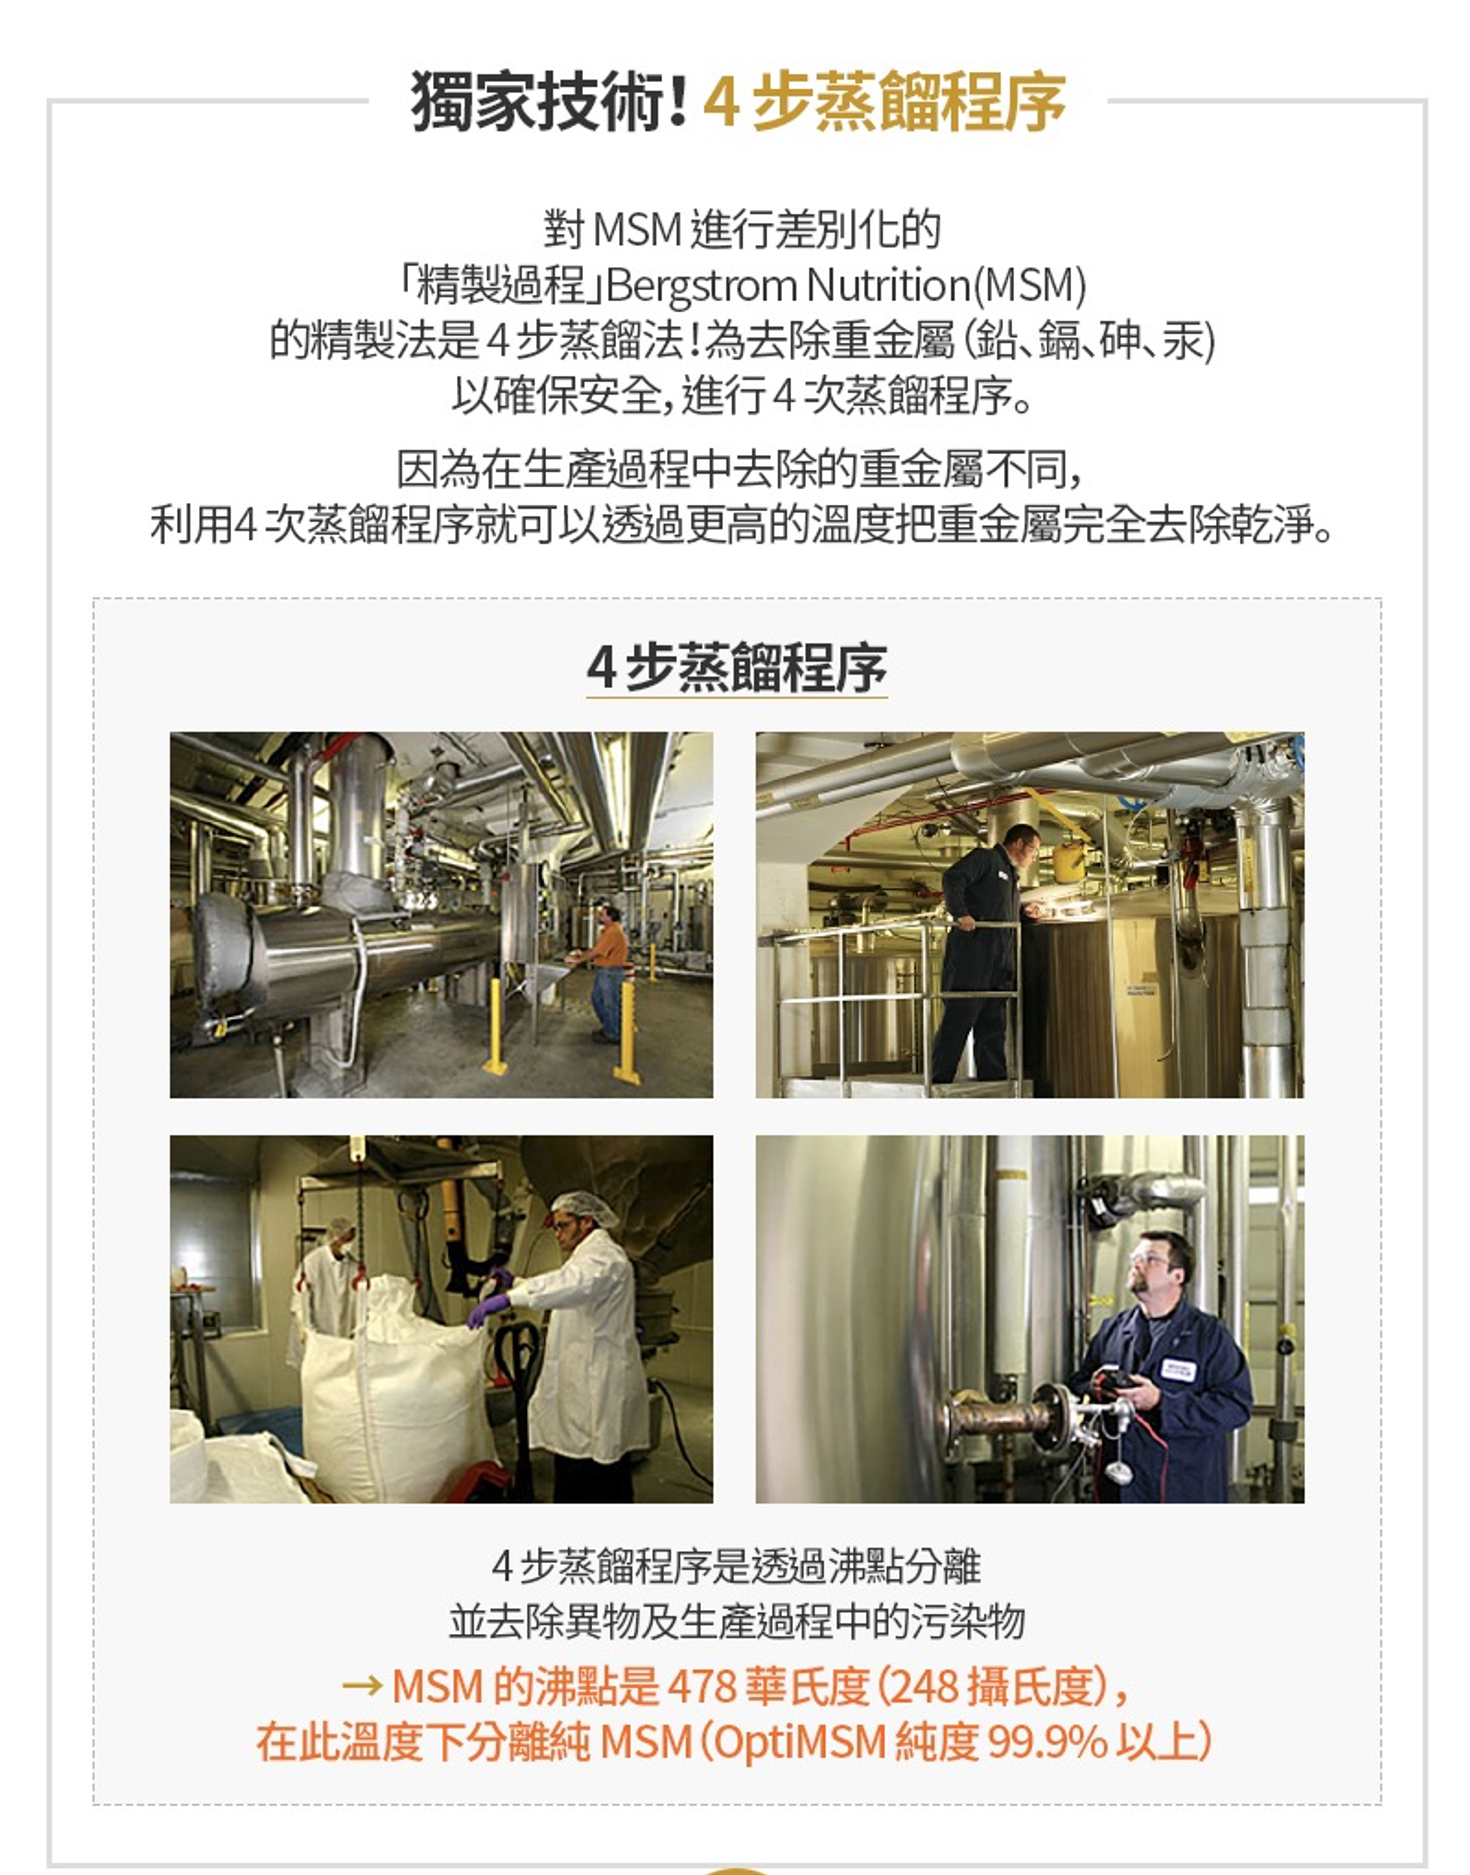 獨家技術！4 步蒸餾程序
對 MSM 進行差別化的
「精製過程」Bergstrom Nutrition(MSM)
的精製法是 4 步蒸餾法！為去除重金屬（鉛、鎘、砷、汞)
以確保安全，進行 4 次蒸餾程序。
因為在生產過程中去除的重金屬不同，
利用4 次蒸餾程序就可以透過更高的溫度把重金屬完全去除乾淨。
4 步蒸餾程序
4 步蒸餾程序是透過沸點分離
並去除異物及生產過程中的污染物
→ MSM 的沸點是 478 華氏度（248 攝氏度），
在此溫度下分離純 MSM（OptiMSM 純度 99.9% 以上）